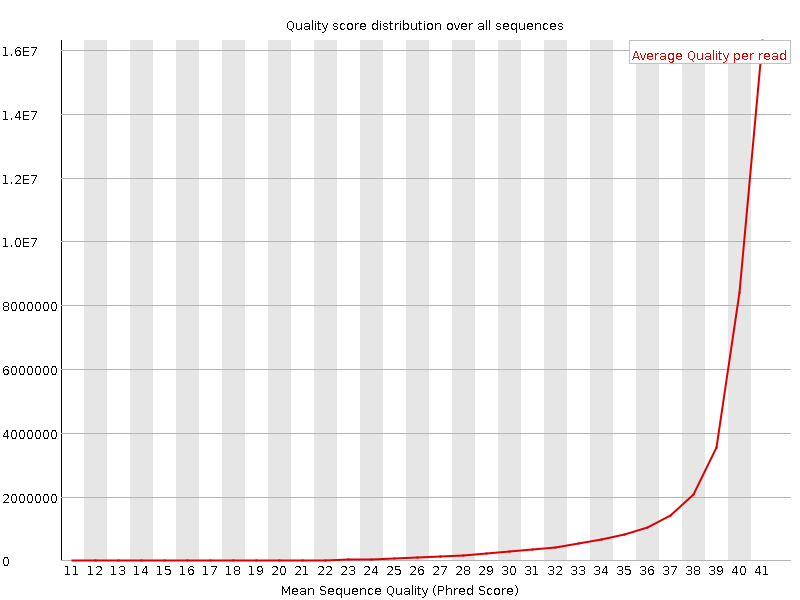 Quality score distribution over all sequences
Average Quality per read
1.6E7
1.4E7
1.2E7
1.0E7
8000000
6000000
4000000
2000000
0
11 12 13 14 15 16 17 18 19 20 21 22 23 24 25 26 27 28 29 30 31 32 33 34 35 36 37 38 39 40 41
Mean Sequence Quality (Phred Score)